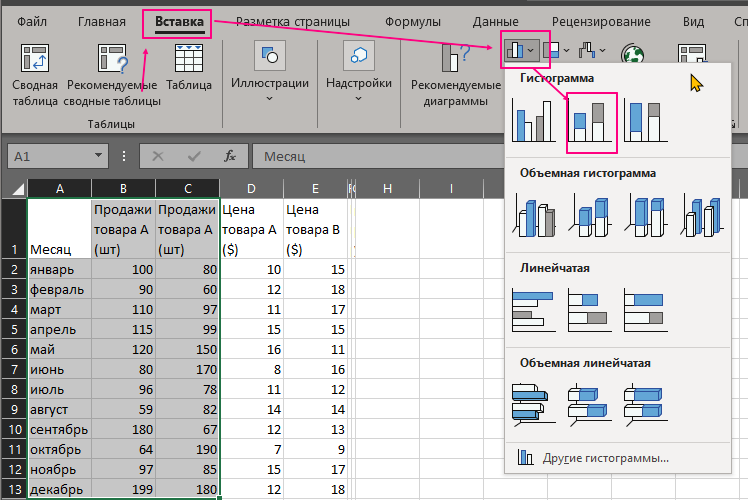 Файл Главная Вставка Разметка страницы Формулы Данные Рецензирование Вид
Сводная таблица
Рекомендуемые сводные таблицы
Таблица
Иллюстрации
Надстройки
Рекомендуемые диаграммы
Таблицы
Гистограмма
Объемная гистограмма
Линейчатая
Объемная линейчатая
Другие гистограммы...
A1 fx Месяц
A B C D E H I
1 Месяц Продажи товара А (шт) Продажи товара А (шт) Цена товара А ($) Цена товара В ($)
2 январь 100 80 10 15
3 февраль 90 60 12 18
4 март 110 97 11 17
5 апрель 115 99 15 15
6 май 120 150 16 11
7 июнь 80 170 8 16
8 июль 96 78 11 12
9 август 59 82 14 14
10 сентябрь 180 67 12 13
11 октябрь 64 190 7 9
12 ноябрь 97 85 15 17
13 декабрь 199 180 12 18